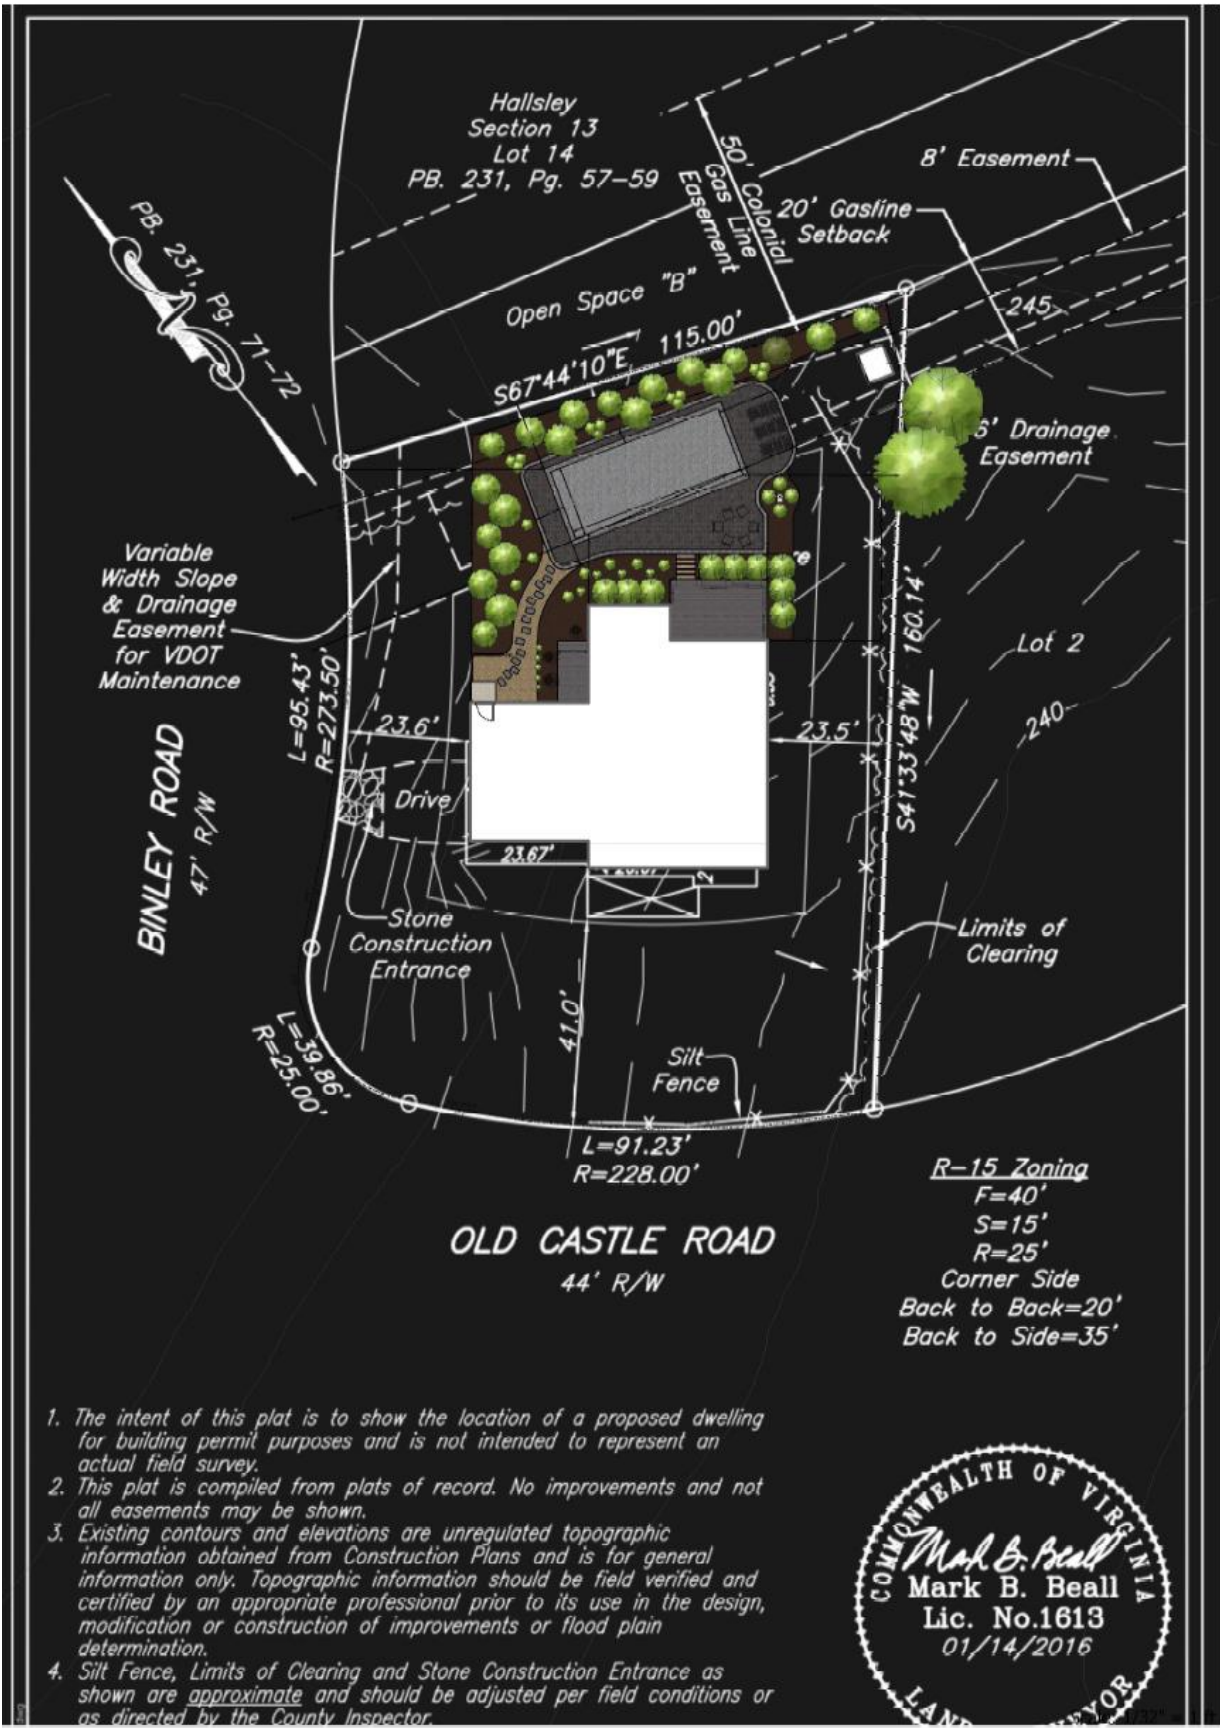 Hallsley
Section 13
Lot 14
PB. 231, Pg. 57-59
50' Colonial
Gas Line
Easement
8' Easement
20' Gasline
Setback
PB. 231, Pg. 71-72
Open Space "B"
245
S67°44'10"E 115.00'
6' Drainage
Easement
Variable
Width Slope
& Drainage
Easement
for VDOT
Maintenance
L=95.43'
R=273.50'
S41°33'48"W 160.14'
Lot 2
240
23.6'
23.5'
BINLEY ROAD
47' R/W
Drive
23.67'
2
Stone
Construction
Entrance
Limits of
Clearing
41.0'
L=39.86'
R=25.00'
Silt
Fence
L=91.23'
R=228.00'
OLD CASTLE ROAD
44' R/W
R-15 Zoning
F=40'
S=15'
R=25'
Corner Side
Back to Back=20'
Back to Side=35'
1. The intent of this plat is to show the location of a proposed dwelling
for building permit purposes and is not intended to represent an
actual field survey.
2. This plat is compiled from plats of record. No improvements and not
all easements may be shown.
3. Existing contours and elevations are unregulated topographic
information obtained from Construction Plans and is for general
information only. Topographic information should be field verified and
certified by an appropriate professional prior to its use in the design,
modification or construction of improvements or flood plain
determination.
4. Silt Fence, Limits of Clearing and Stone Construction Entrance as
shown are approximate and should be adjusted per field conditions or
as directed by the County Inspector.
COMMONWEALTH OF VIRGINIA
Mark B. Beall
Mark B. Beall
Lic. No.1613
01/14/2016